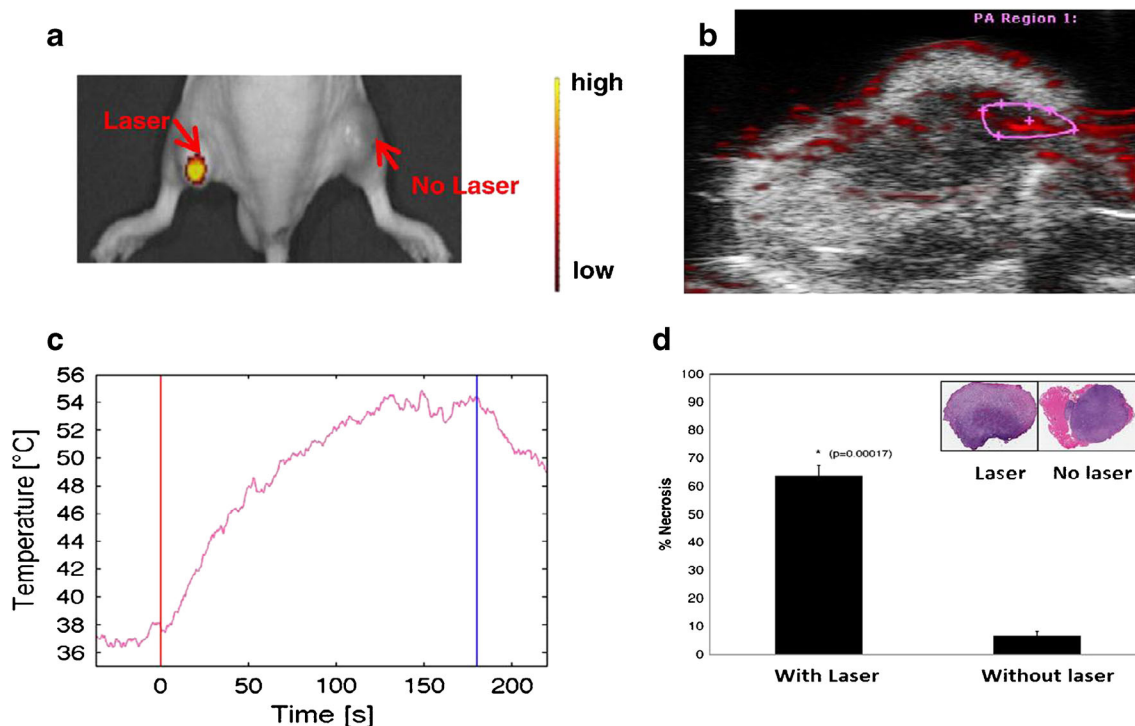 a
Laser
No Laser
high
low
b
PA Region 1:
c
Temperature [°C]
56
54
52
50
48
46
44
42
40
38
36
0
50
100
150
200
Time [s]
d
% Necrosis
100
90
80
70
60
50
40
30
20
10
0
* (p=0.00017)
Laser
No laser
With Laser
Without laser